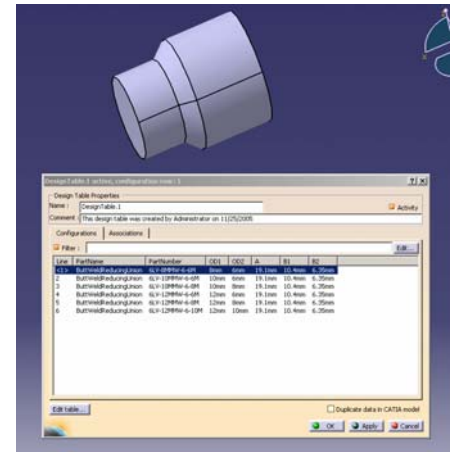 DesignTable.1 active, configuration row : 1
Design Table Properties
Name : DesignTable.1 Activity
Comment : This design table was created by Administrator on 11/25/2005
Configurations Associations
Filter : Edit...
Line PartName PartNumber OD1 OD2 A B1 B2
<1> ButtWeldReducingUnion 6LV-8MMW-6-6M 8mm 6mm 19.1mm 10.4mm 6.35mm
2 ButtWeldReducingUnion 6LV-10MMW-6-6M 10mm 6mm 19.1mm 10.4mm 6.35mm
3 ButtWeldReducingUnion 6LV-10MMW-6-8M 10mm 8mm 19.1mm 10.4mm 6.35mm
4 ButtWeldReducingUnion 6LV-12MMW-6-6M 12mm 6mm 19.1mm 10.4mm 6.35mm
5 ButtWeldReducingUnion 6LV-12MMW-6-8M 12mm 8mm 19.1mm 10.4mm 6.35mm
6 ButtWeldReducingUnion 6LV-12MMW-6-10M 12mm 10mm 19.1mm 10.4mm 6.35mm
Edit table... Duplicate data in CATIA model
OK Apply Cancel